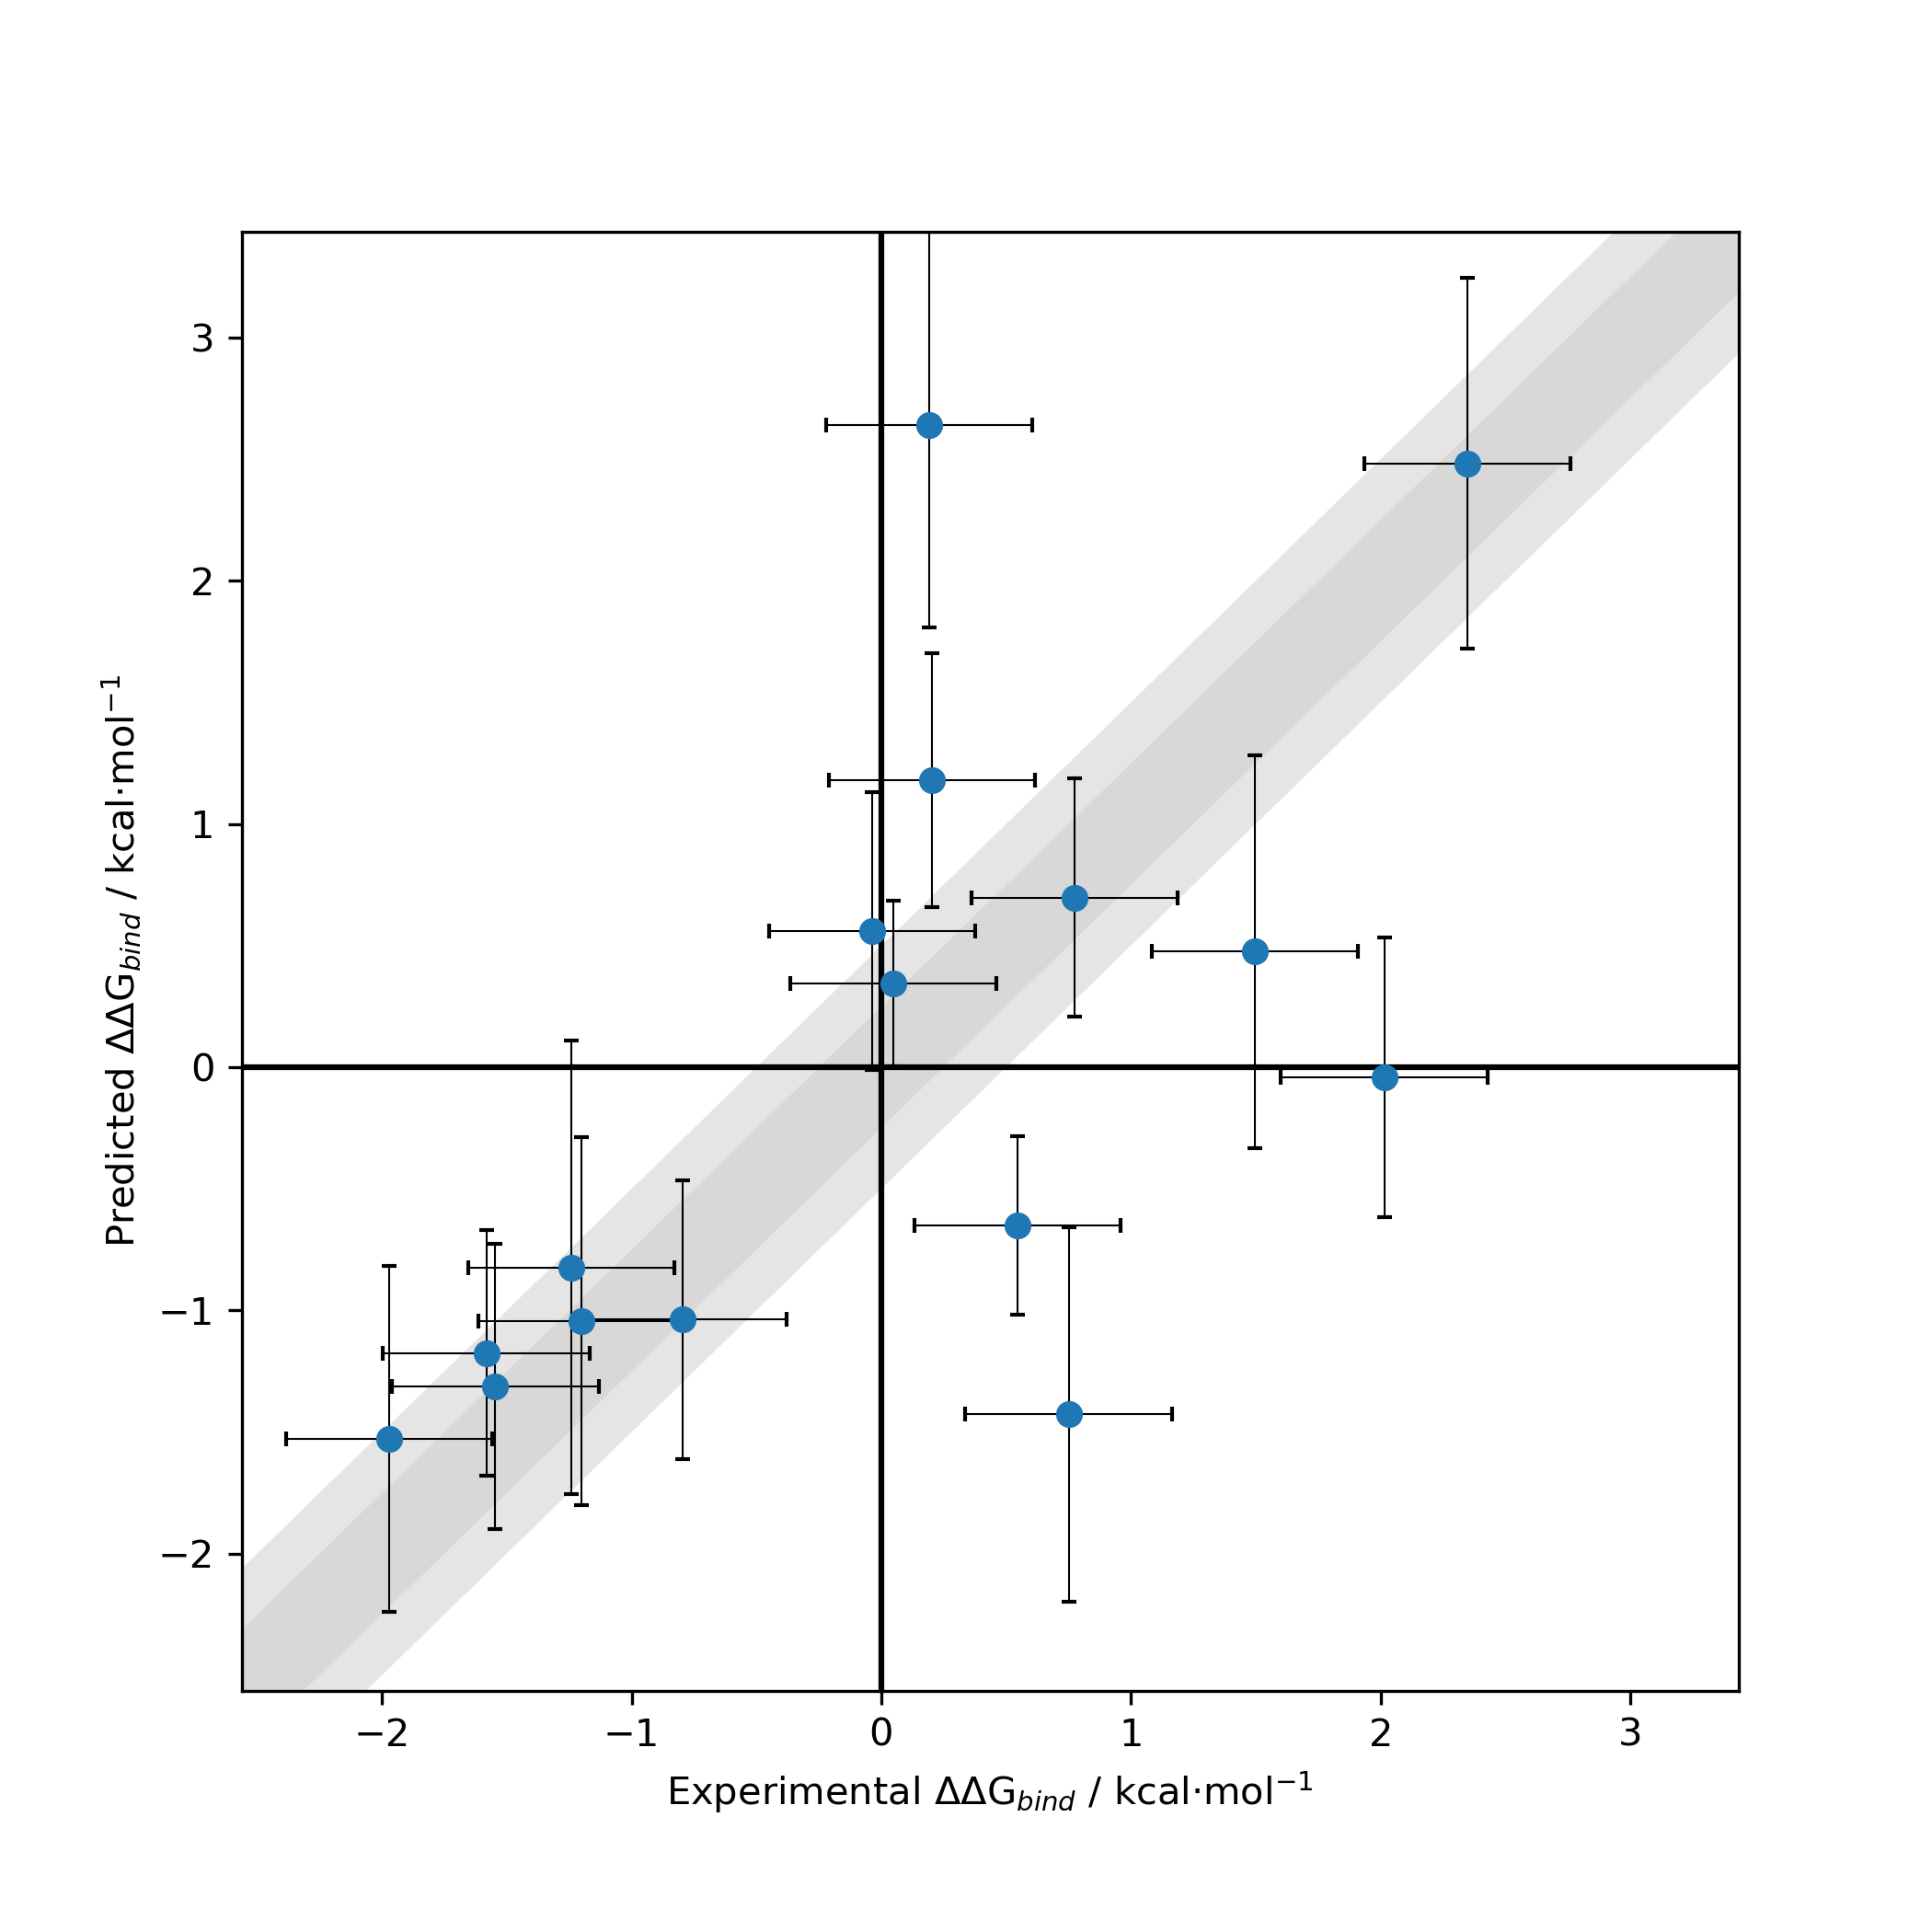 3
2
1
0
−1
−2
Predicted ΔΔG_bind / kcal·mol⁻¹
−2 −1 0 1 2 3
Experimental ΔΔG_bind / kcal·mol⁻¹